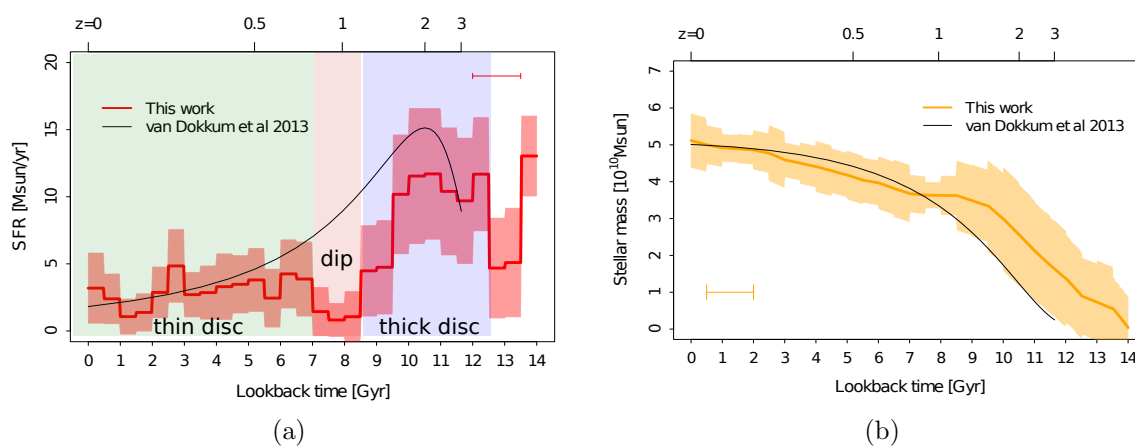 z=0 0.5 1 2 3
SFR [Msun/yr]
20
15
10
5
0
This work
van Dokkum et al 2013
dip
thin disc
thick disc
0 1 2 3 4 5 6 7 8 9 10 11 12 13 14
Lookback time [Gyr]
(a)
z=0 0.5 1 2 3
Stellar mass [10¹⁰Msun]
7
6
5
4
3
2
1
0
This work
van Dokkum et al 2013
0 1 2 3 4 5 6 7 8 9 10 11 12 13 14
Lookback time [Gyr]
(b)